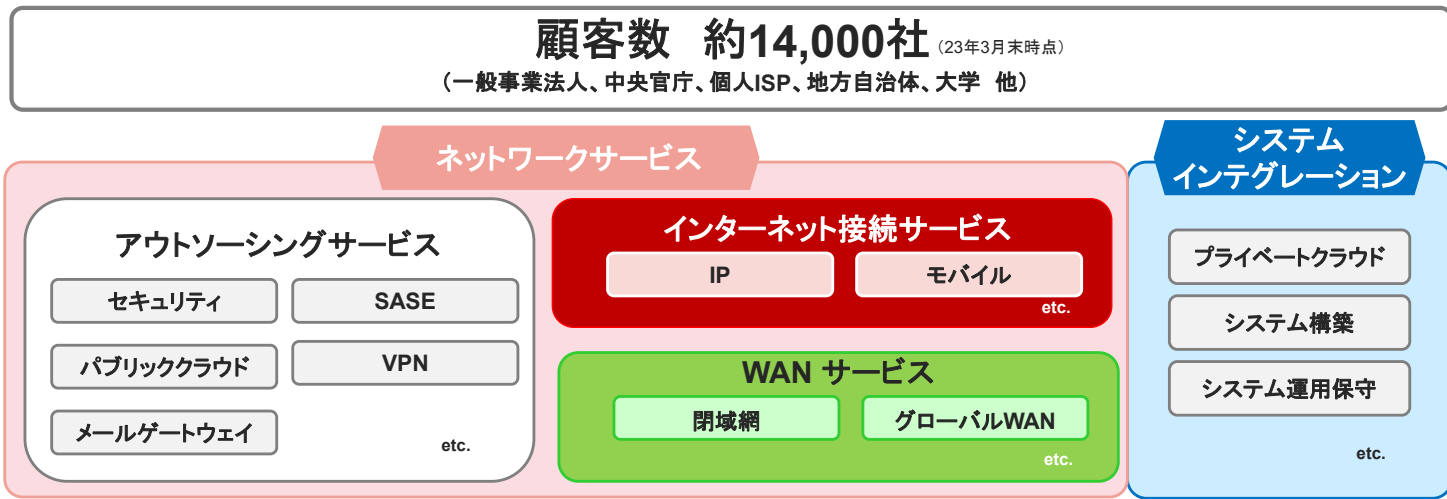 顧客数　約14,000社（23年3月末時点）
（一般事業法人、中央官庁、個人ISP、地方自治体、大学　他）
ネットワークサービス
アウトソーシングサービス
セキュリティ
SASE
パブリッククラウド
VPN
メールゲートウェイ
etc.
インターネット接続サービス
IP
モバイル
etc.
WAN サービス
閉域網
グローバルWAN
etc.
システム
インテグレーション
プライベートクラウド
システム構築
システム運用保守
etc.